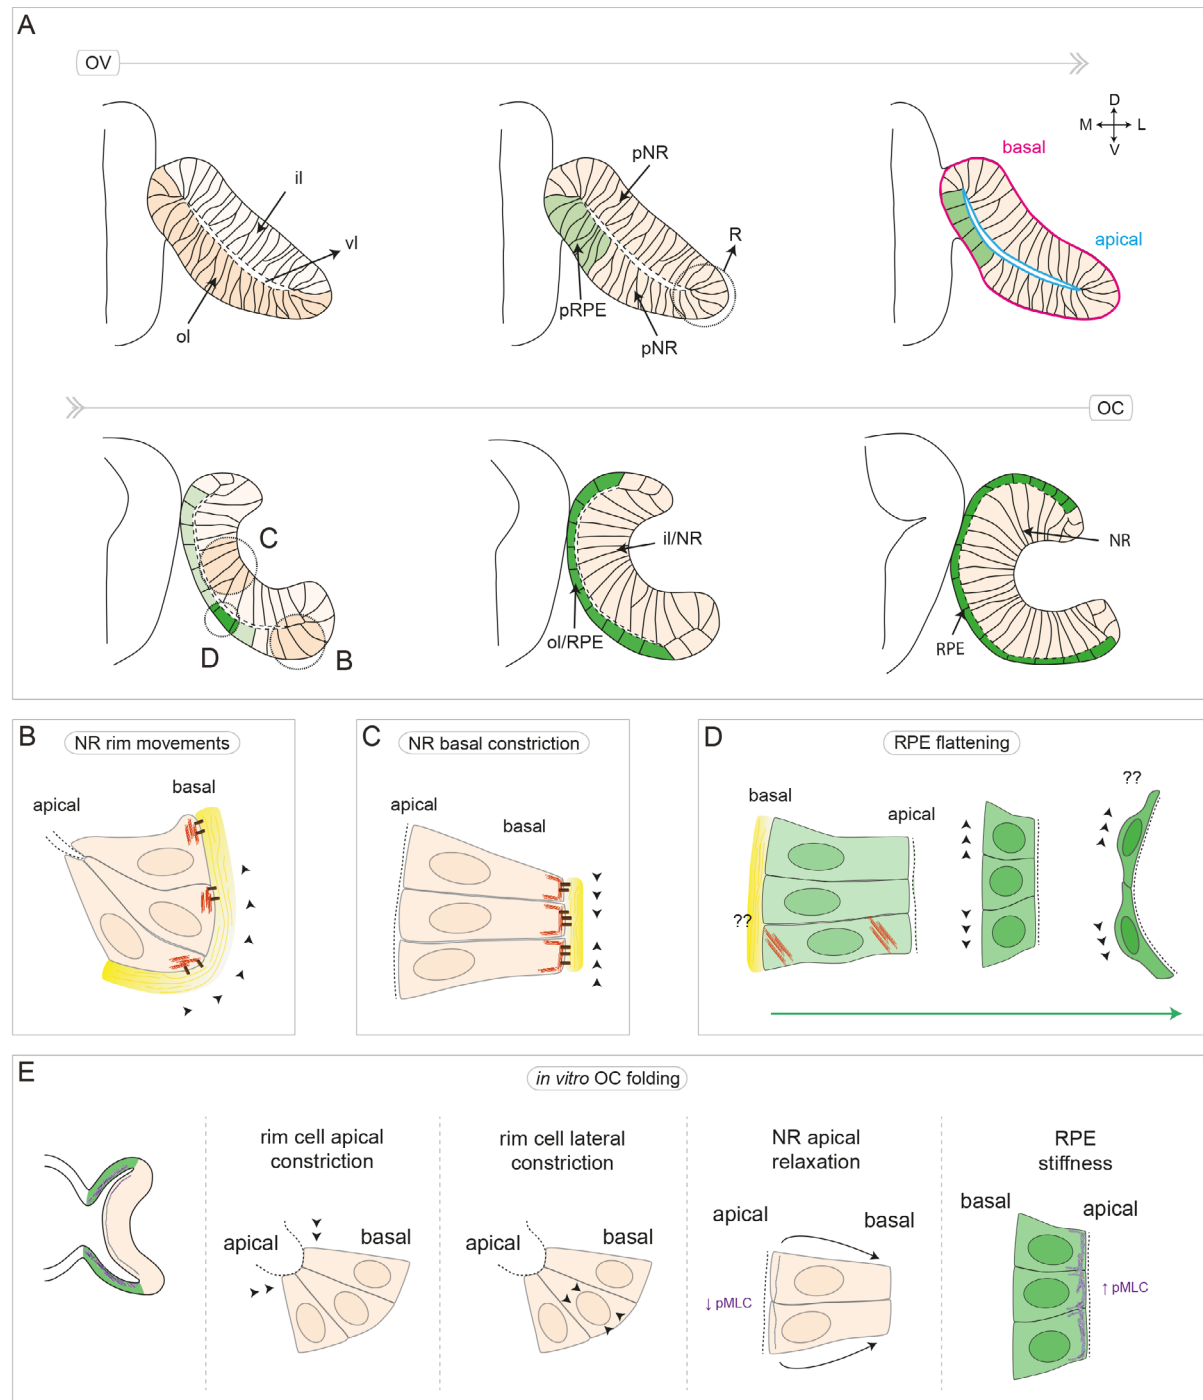 A
OV
D
M
L
V
il
vl
ol
pNR
R
pRPE
pNR
basal
apical
OC
C
D
B
il/NR
ol/RPE
NR
RPE
B
NR rim movements
apical
basal
C
NR basal constriction
apical
basal
D
RPE flattening
basal
apical
??
??
E
in vitro OC folding
rim cell apical
constriction
apical
basal
rim cell lateral
constriction
apical
basal
NR apical
relaxation
apical
basal
↓ pMLC
RPE
stiffness
basal
apical
↑ pMLC